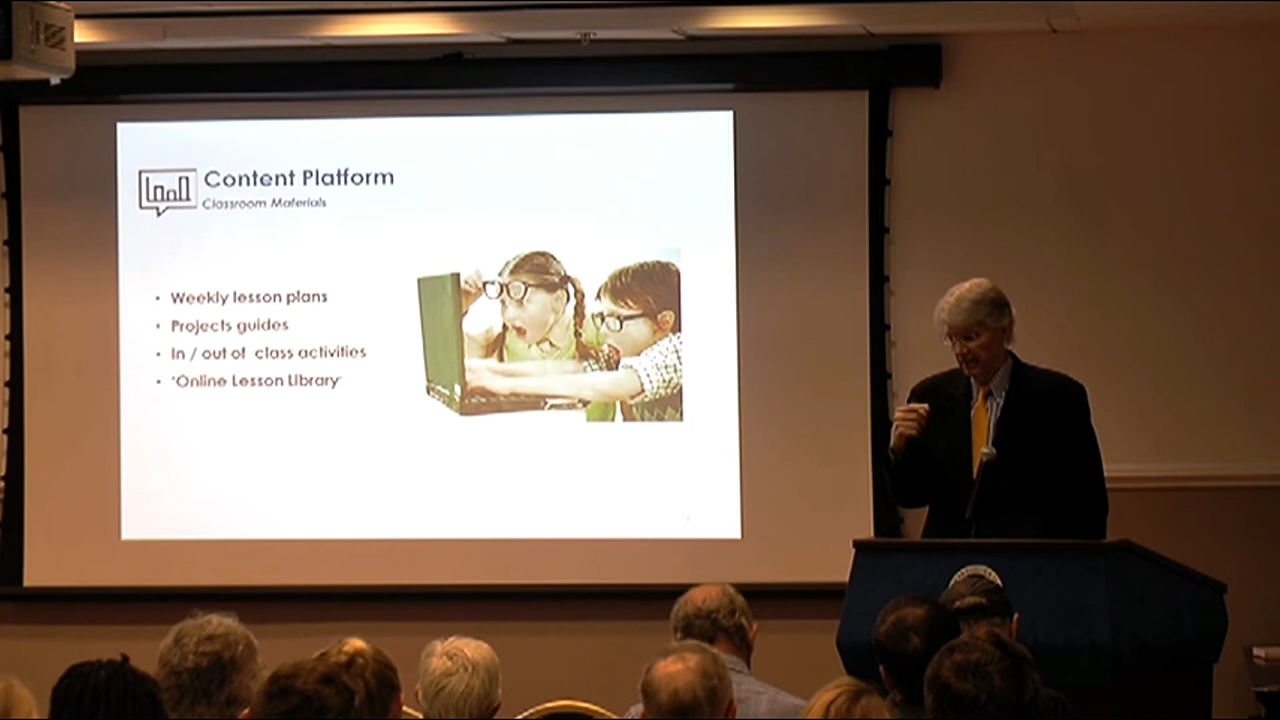 Content Platform
Classroom Materials
• Weekly lesson plans
• Projects guides
• In / out of class activities
• 'Online Lesson Library'